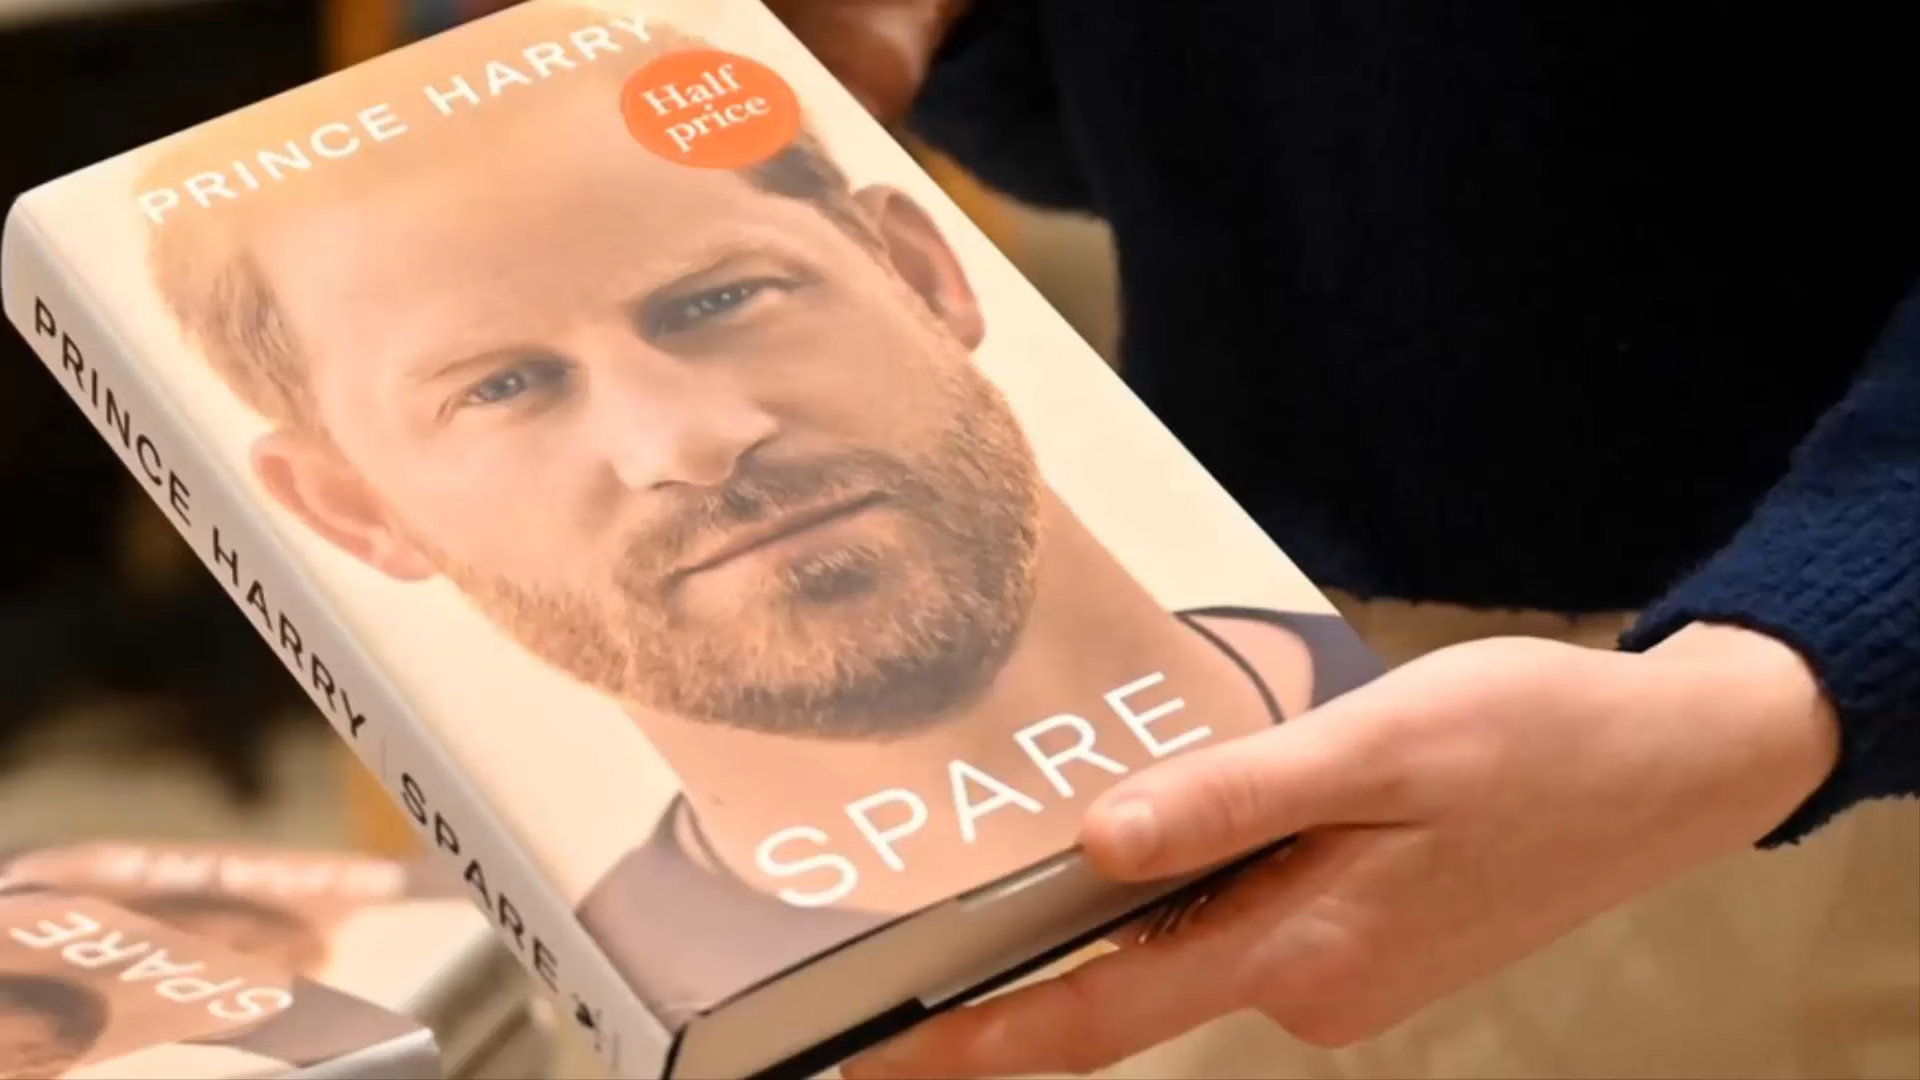 PRINCE HARRY
Half
price
SPARE
PRINCE HARRY | SPARE
SPARE